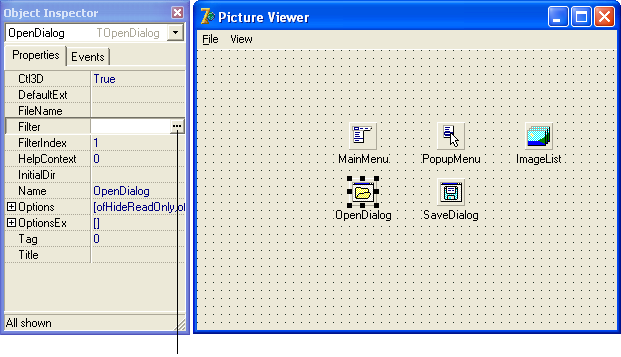 Object Inspector
OpenDialog TOpenDialog
Properties Events
Ctl3D True
DefaultExt
FileName
Filter ...
FilterIndex 1
HelpContext 0
InitialDir
Name OpenDialog
Options [ofHideReadOnly,of
OptionsEx []
Tag 0
Title
All shown
Picture Viewer
File View
MainMenu PopupMenu ImageList
OpenDialog SaveDialog